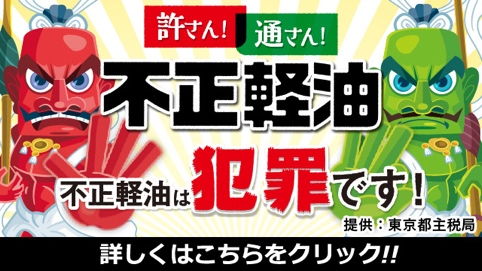 許さん! 通さん!
不正軽油
不正軽油は犯罪です!
提供：東京都主税局
詳しくはこちらをクリック!!